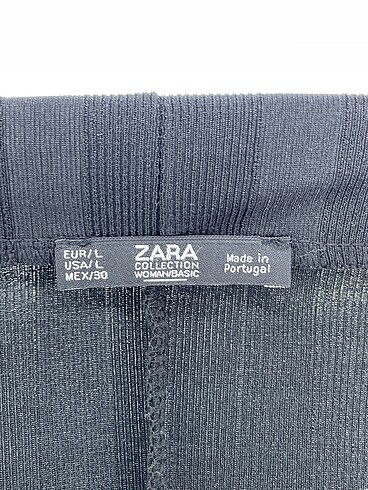 EUR/L
USA/L
MEX/30
ZARA
COLLECTION
WOMAN/BASIC
Made in
Portugal